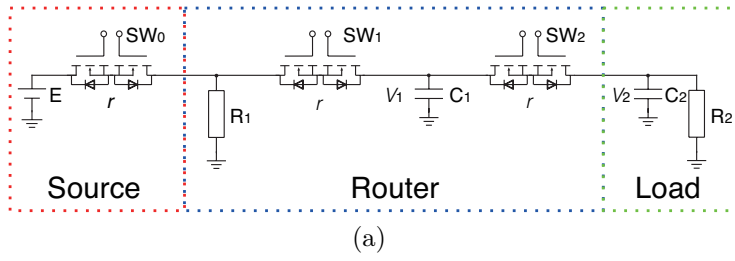 SW₀
SW₁
SW₂
E
r
R₁
r
V₁
C₁
r
V₂
C₂
R₂
Source
Router
Load
(a)